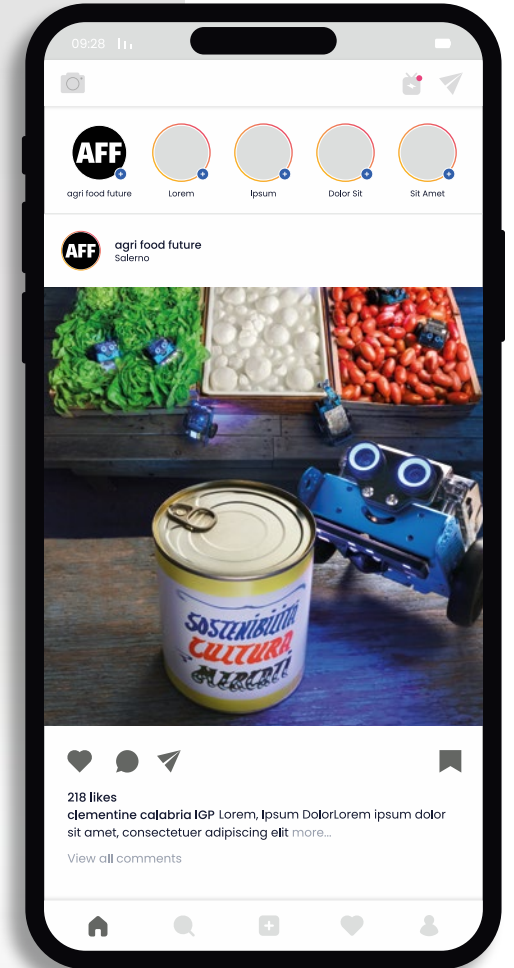 09:28
AFF
agri food future
Lorem
Ipsum
Dolor Sit
Sit Amet
AFF
agri food future
Salerno
SOSTENIBILITÀ
CULTURA
MERCATI
218 likes
clementine calabria IGP Lorem, Ipsum DolorLorem ipsum dolor
sit amet, consectetuer adipiscing elit more...
View all comments